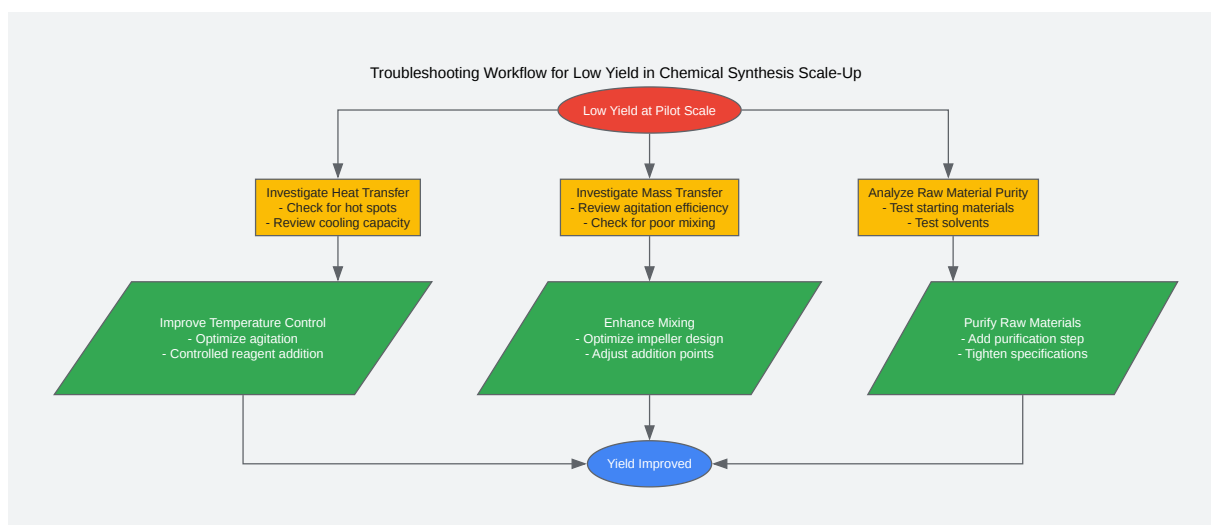 Troubleshooting Workflow for Low Yield in Chemical Synthesis Scale-Up
Low Yield at Pilot Scale
Investigate Heat Transfer
- Check for hot spots
- Review cooling capacity
Investigate Mass Transfer
- Review agitation efficiency
- Check for poor mixing
Analyze Raw Material Purity
- Test starting materials
- Test solvents
Improve Temperature Control
- Optimize agitation
- Controlled reagent addition
Enhance Mixing
- Optimize impeller design
- Adjust addition points
Purify Raw Materials
- Add purification step
- Tighten specifications
Yield Improved